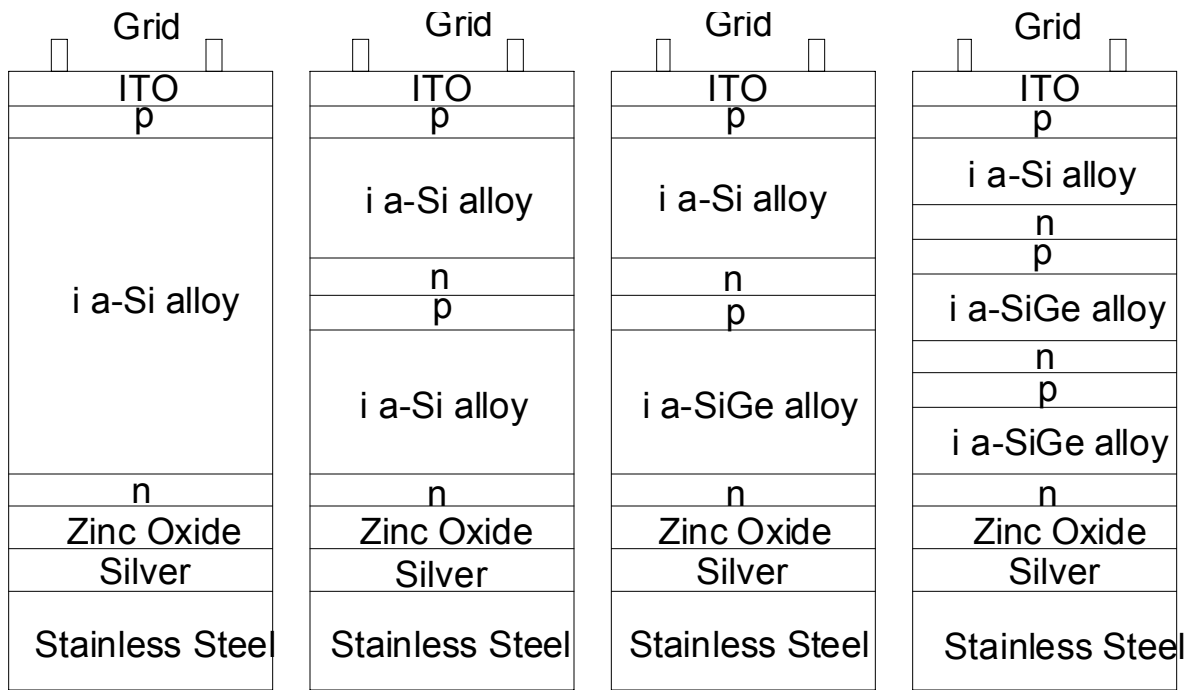 Grid
ITO
p
i a-Si alloy
n
Zinc Oxide
Silver
Stainless Steel
Grid
ITO
p
i a-Si alloy
n
p
i a-Si alloy
n
Zinc Oxide
Silver
Stainless Steel
Grid
ITO
p
i a-Si alloy
n
p
i a-SiGe alloy
n
Zinc Oxide
Silver
Stainless Steel
Grid
ITO
p
i a-Si alloy
n
p
i a-SiGe alloy
n
p
i a-SiGe alloy
n
Zinc Oxide
Silver
Stainless Steel